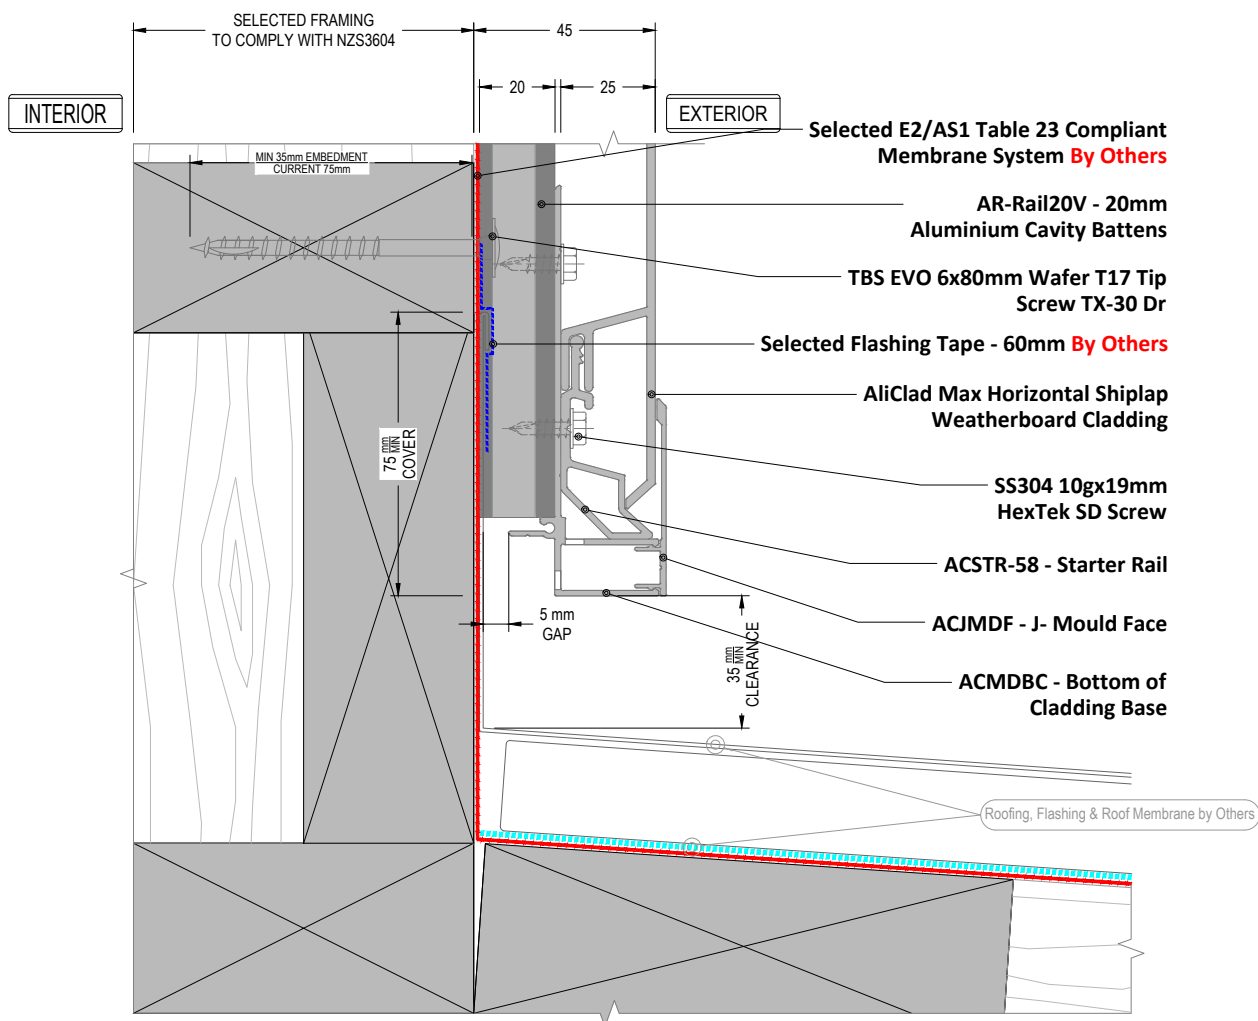 SELECTED FRAMING
TO COMPLY WITH NZS3604
45
20
25
INTERIOR
EXTERIOR
MIN 35mm EMBEDMENT
CURRENT 75mm
Selected E2/AS1 Table 23 Compliant
Membrane System By Others
AR-Rail20V - 20mm
Aluminium Cavity Battens
TBS EVO 6x80mm Wafer T17 Tip
Screw TX-30 Dr
Selected Flashing Tape - 60mm By Others
AliClad Max Horizontal Shiplap
Weatherboard Cladding
75 mm MIN
COVER
SS304 10gx19mm
HexTek SD Screw
ACSTR-58 - Starter Rail
5 mm
GAP
ACJMDF - J- Mould Face
35 mm MIN
CLEARANCE
ACMDBC - Bottom of
Cladding Base
Roofing, Flashing & Roof Membrane by Others